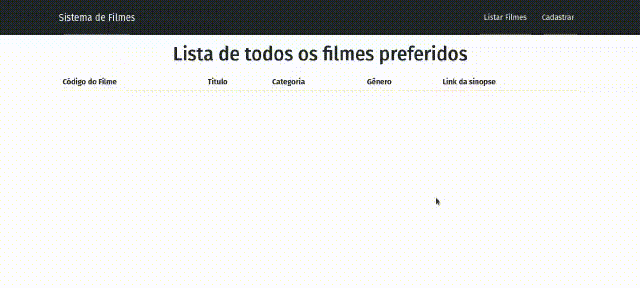 Sistema de Filmes Listar Filmes Cadastrar
Lista de todos os filmes preferidos
Código do Filme Título Categoria Gênero Link da sinopse